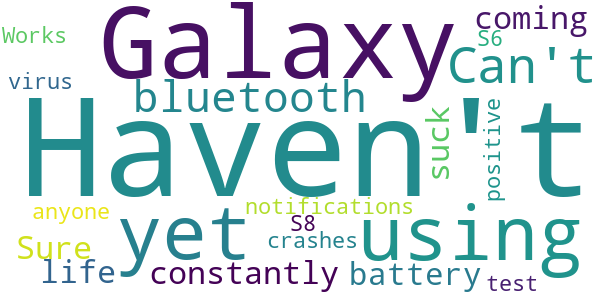 Works
Galaxy
coming
S6
Can't
virus
bluetooth
Haven't
suck
positive
anyone
yet
notifications
S8
using
Sure
crashes
life
constantly
battery
test